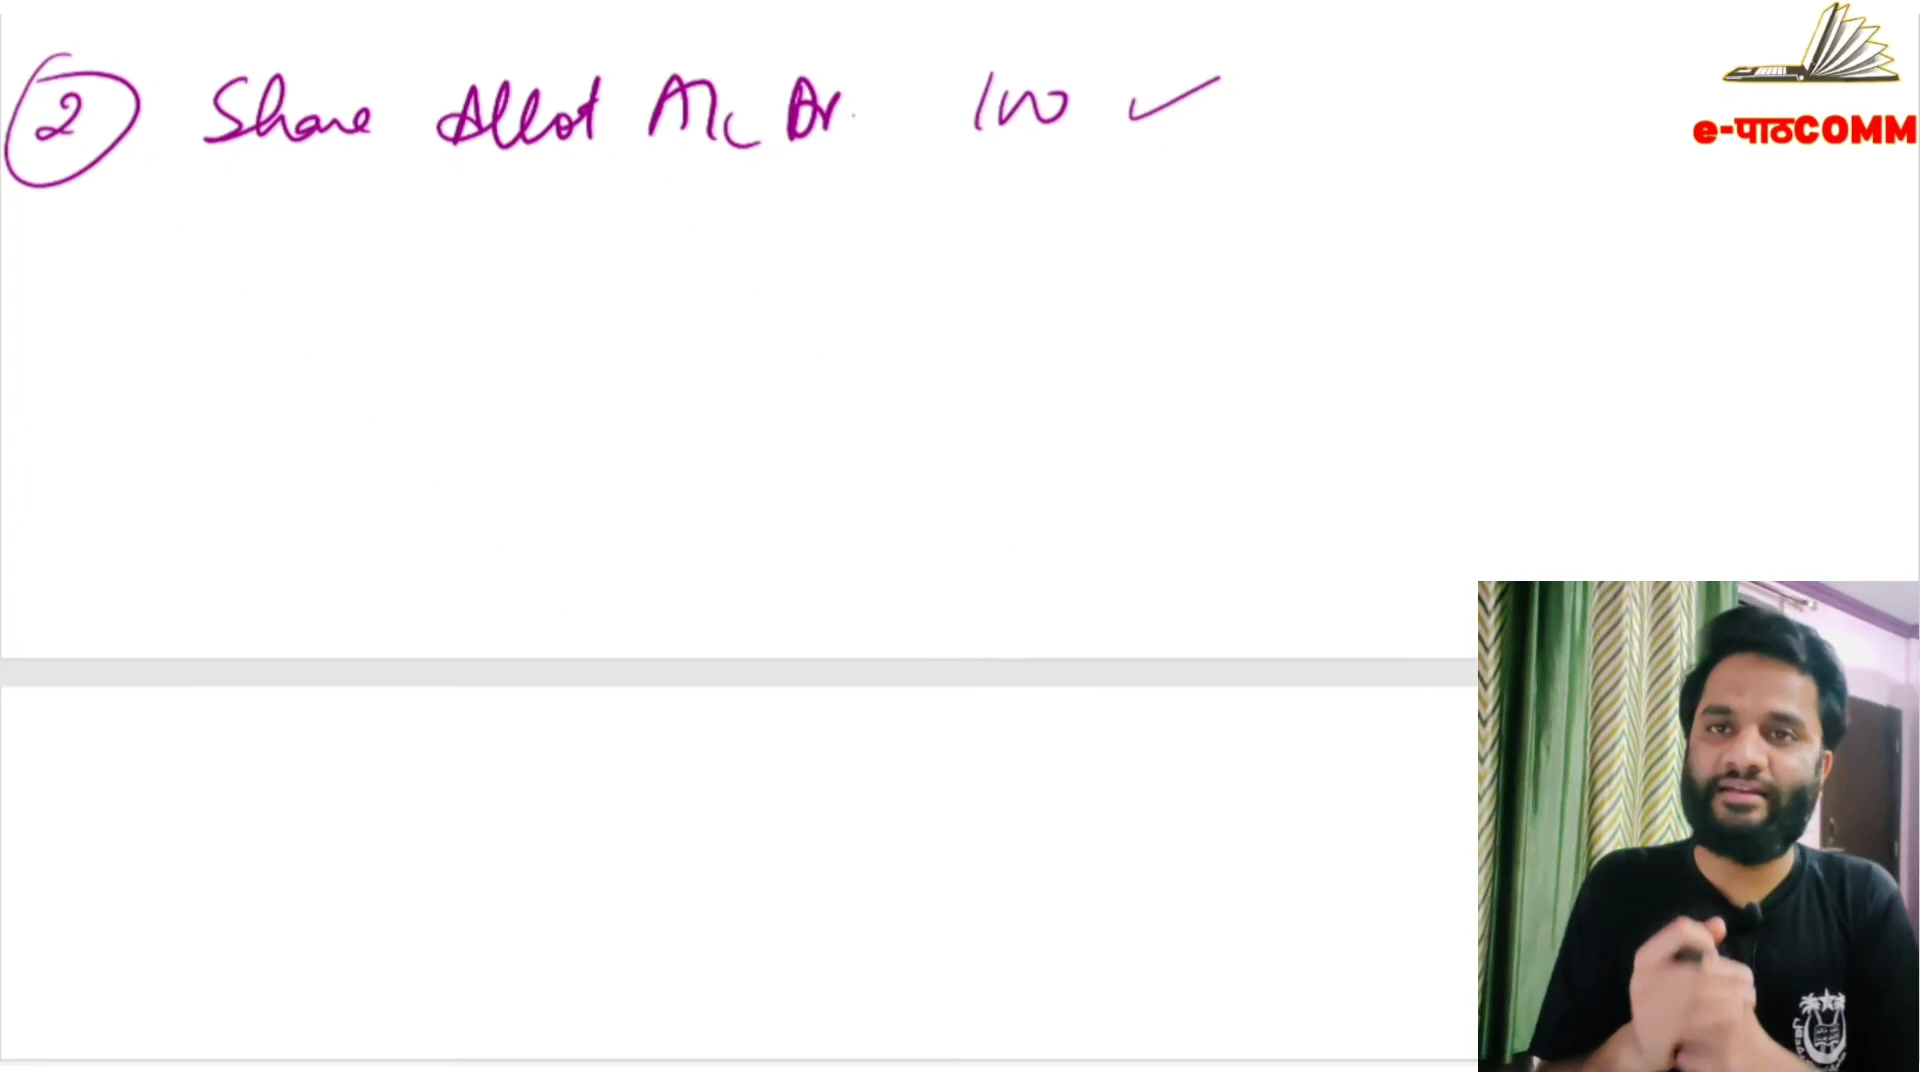 ② Share Allot A/c Dr. 100 ✓
e-पाठCOMM